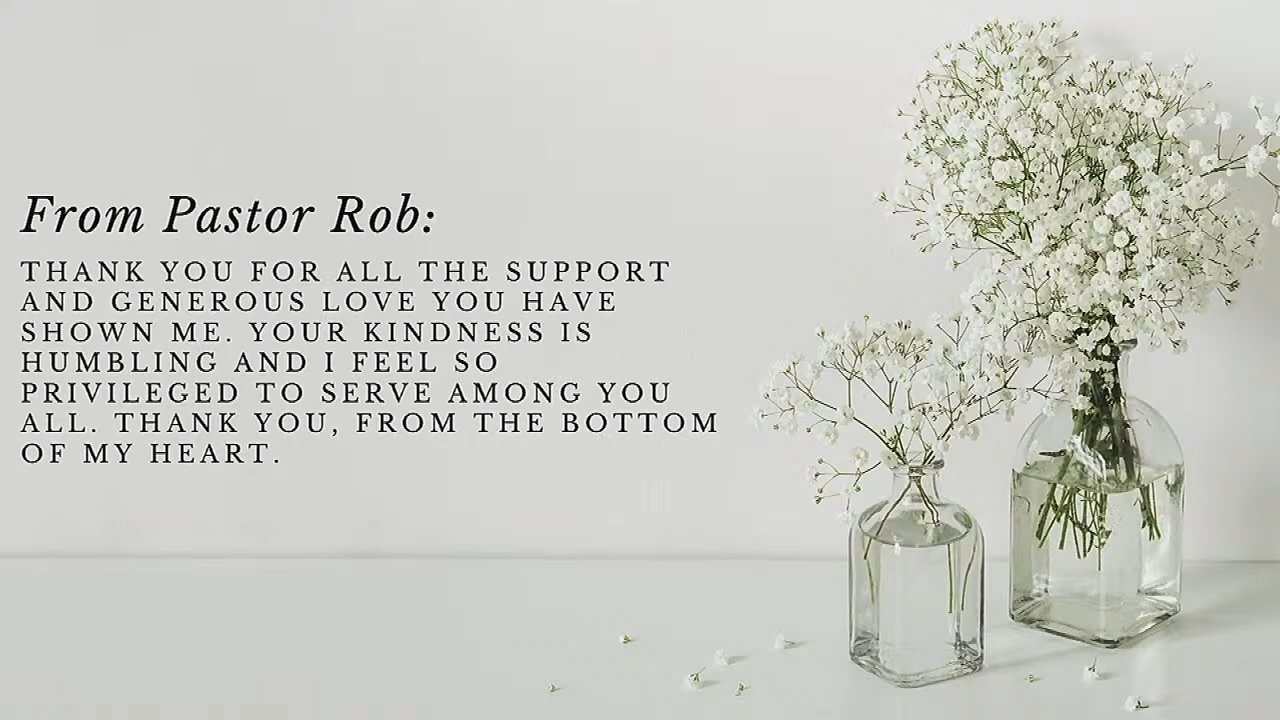 From Pastor Rob:
THANK YOU FOR ALL THE SUPPORT
AND GENEROUS LOVE YOU HAVE
SHOWN ME. YOUR KINDNESS IS
HUMBLING AND I FEEL SO
PRIVILEGED TO SERVE AMONG YOU
ALL. THANK YOU, FROM THE BOTTOM
OF MY HEART.